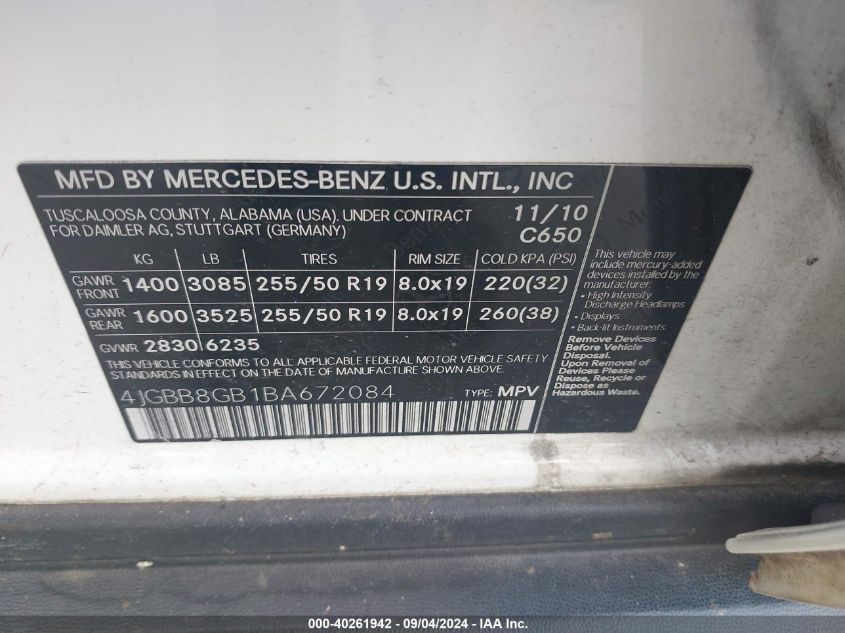 MFD BY MERCEDES-BENZ U.S. INTL., INC
TUSCALOOSA COUNTY, ALABAMA (USA). UNDER CONTRACT 11/10
FOR DAIMLER AG, STUTTGART (GERMANY) C650
KG LB TIRES RIM SIZE COLD KPA (PSI)
GAWR FRONT 1400 3085 255/50 R19 8.0x19 220(32)
GAWR REAR 1600 3525 255/50 R19 8.0x19 260(38)
GVWR 2830 6235
THIS VEHICLE CONFORMS TO ALL APPLICABLE FEDERAL MOTOR VEHICLE SAFETY
STANDARDS IN EFFECT ON THE DATE OF MANUFACTURE SHOWN ABOVE.
4JGBB8GB1BA672084 TYPE: MPV
This vehicle may
include mercury-added
devices installed by the
manufacturer:
• High Intensity
Discharge Headlamps
• Displays
• Back-lit Instruments
Remove Devices
Before Vehicle
Disposal.
Upon Removal of
Devices Please
Reuse, Recycle or
Dispose as
Hazardous Waste.
000-40261942 - 09/04/2024 - IAA Inc.